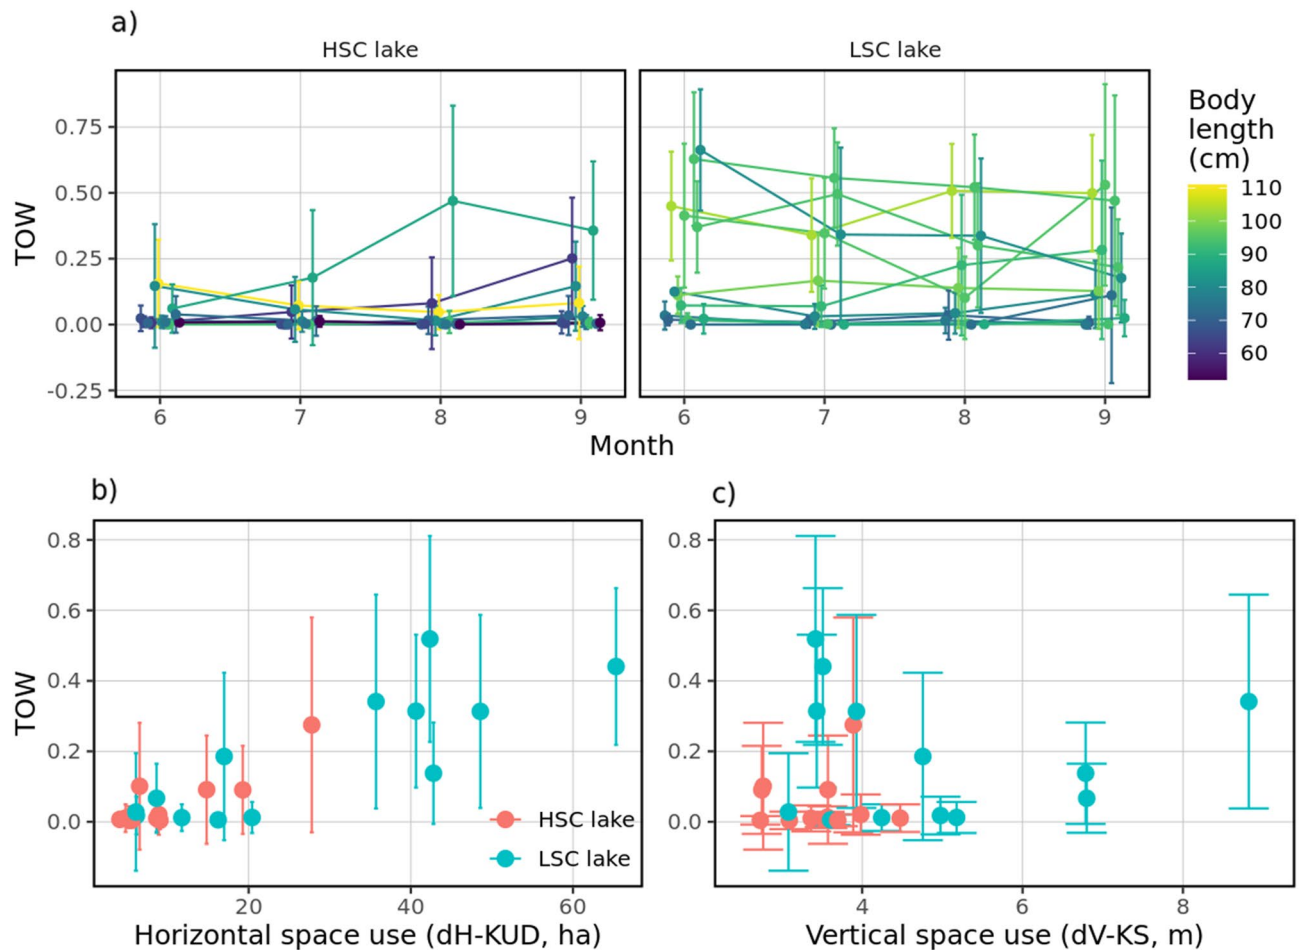 a)
HSC lake
LSC lake
TOW
0.75
0.50
0.25
0.00
-0.25
6
7
8
9
6
7
8
9
Month
Body
length
(cm)
110
100
90
80
70
60
b)
TOW
0.8
0.6
0.4
0.2
0.0
20
40
60
Horizontal space use (dH-KUD, ha)
HSC lake
LSC lake
c)
0.8
0.6
0.4
0.2
0.0
4
6
8
Vertical space use (dV-KS, m)